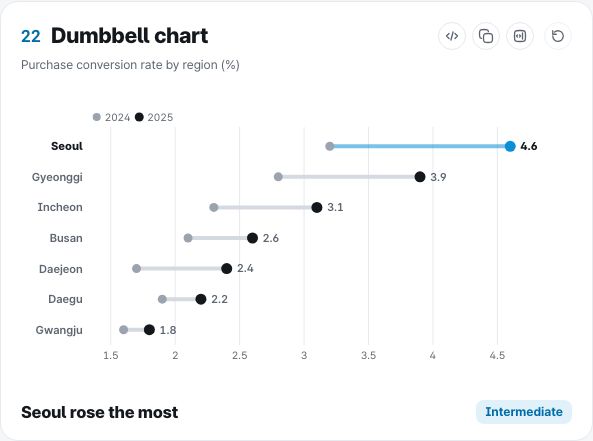 22 Dumbbell chart
Purchase conversion rate by region (%)
2024 2025
Seoul 4.6
Gyeonggi 3.9
Incheon 3.1
Busan 2.6
Daejeon 2.4
Daegu 2.2
Gwangju 1.8
1.5 2 2.5 3 3.5 4 4.5
Seoul rose the most Intermediate